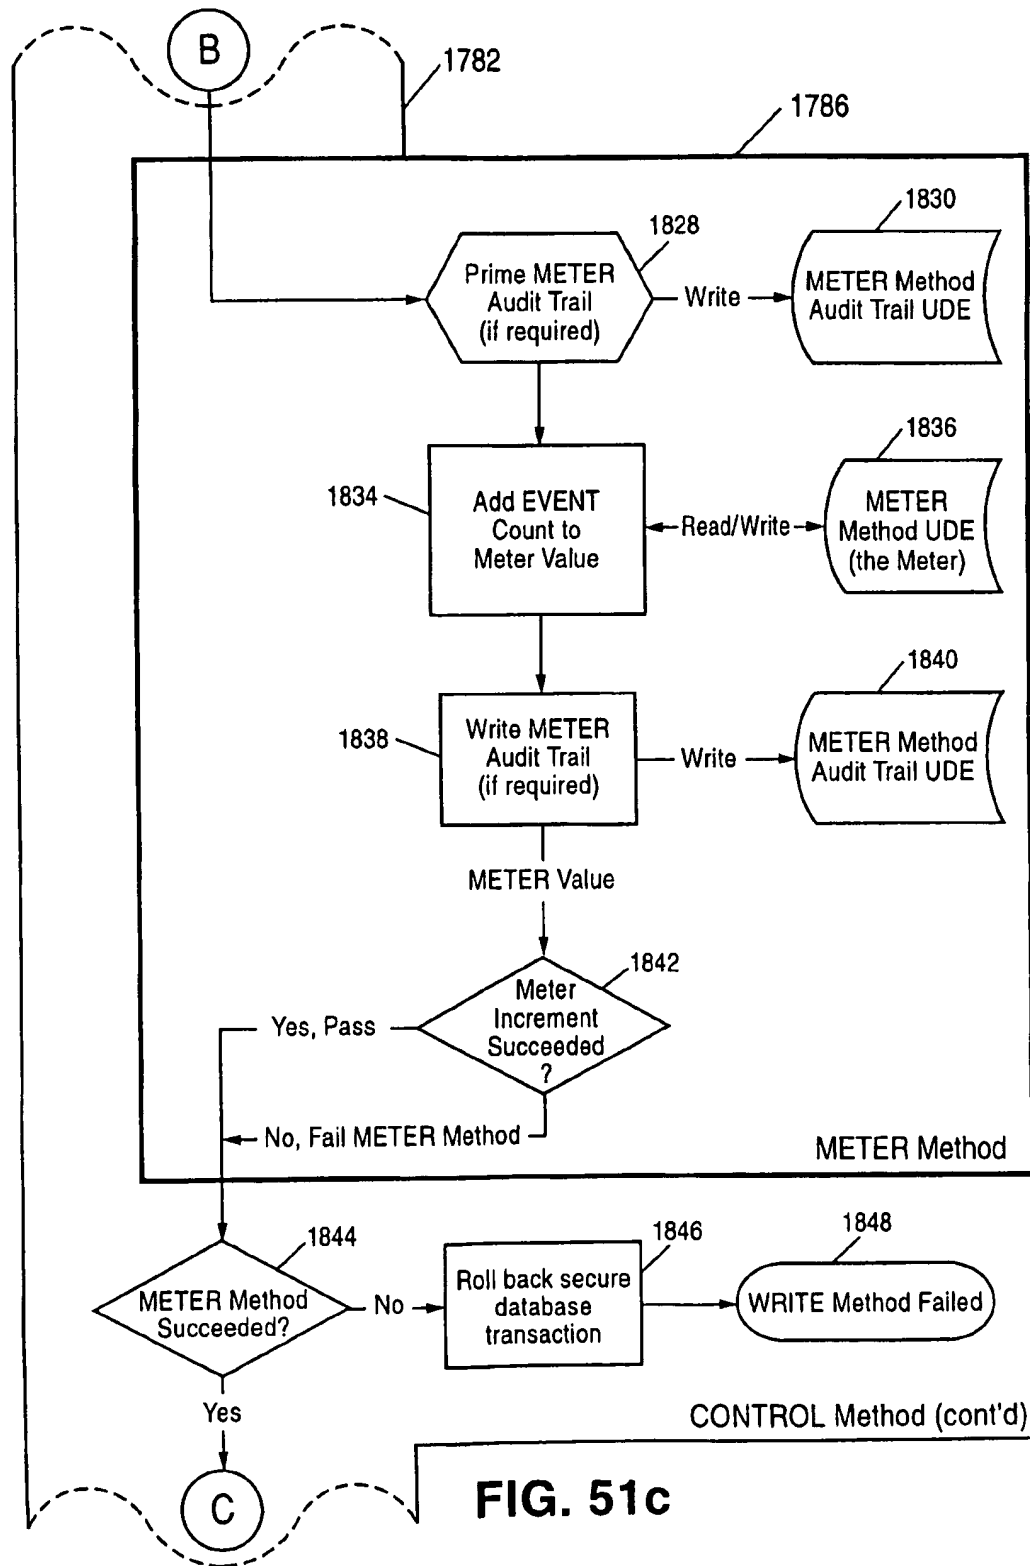 B
1782
1786
1828
Prime METER
Audit Trail
(if required)
Write
1830
METER Method
Audit Trail UDE
1834
Add EVENT
Count to
Meter Value
Read/Write
1836
METER
Method UDE
(the Meter)
1838
Write METER
Audit Trail
(if required)
Write
1840
METER Method
Audit Trail UDE
METER Value
1842
Meter
Increment
Succeeded
?
Yes, Pass
No, Fail METER Method
METER Method
1844
METER Method
Succeeded?
No
1846
Roll back secure
database
transaction
1848
WRITE Method Failed
Yes
CONTROL Method (cont'd)
C
FIG. 51c